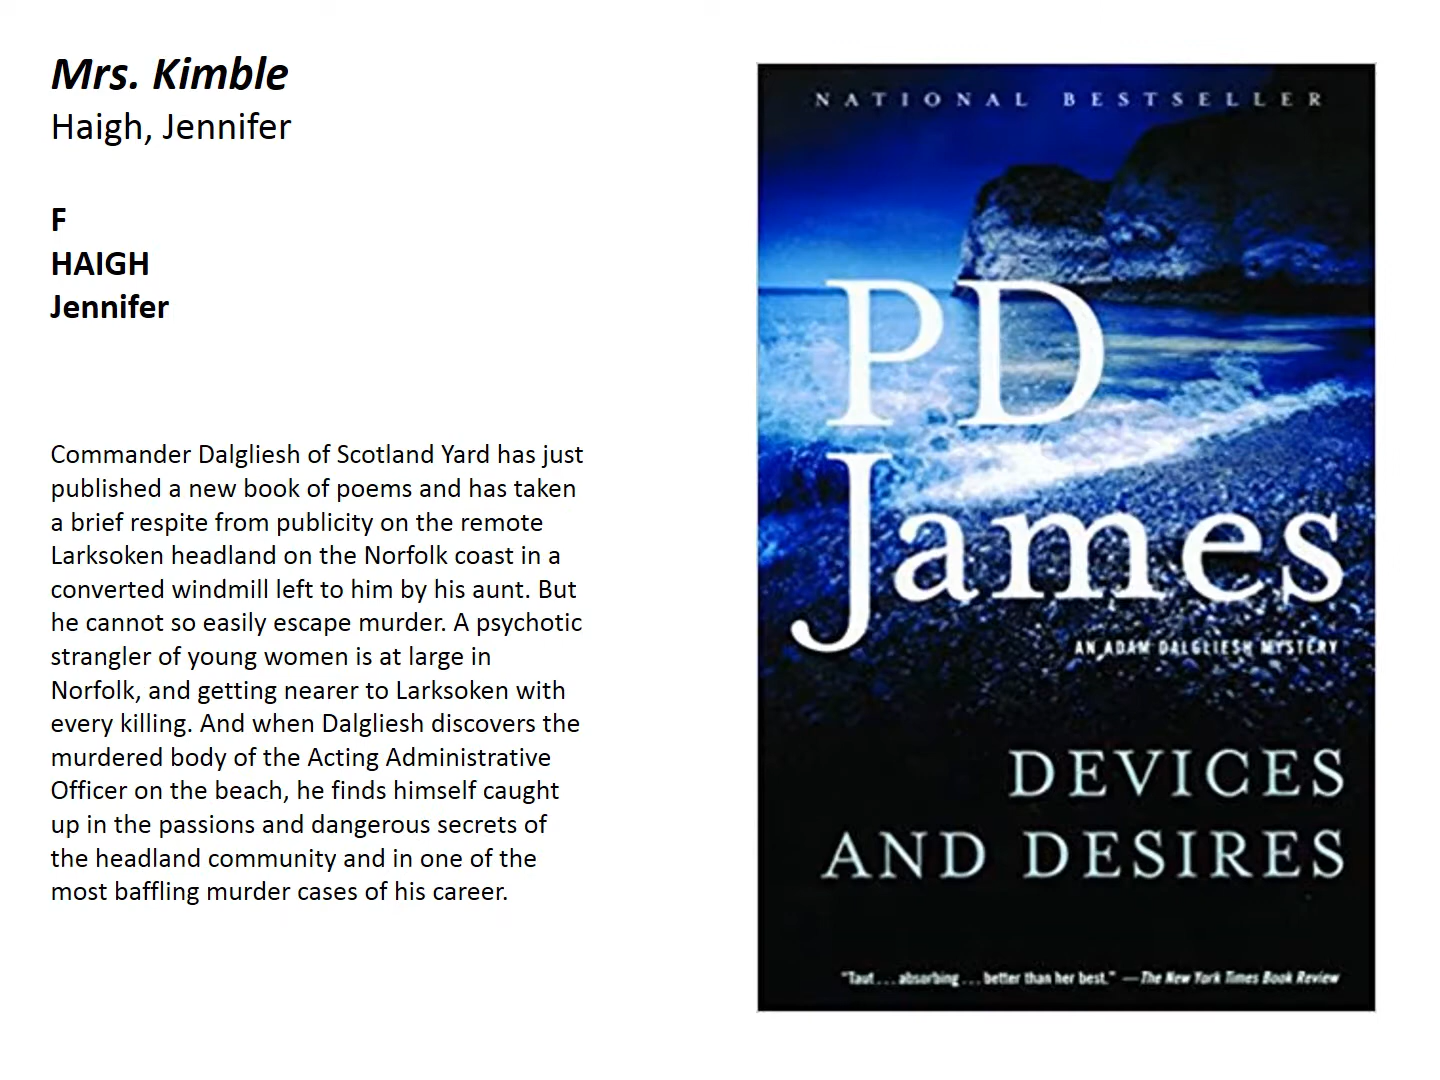 Mrs. Kimble
Haigh, Jennifer
F
HAIGH
Jennifer
Commander Dalgliesh of Scotland Yard has just
published a new book of poems and has taken
a brief respite from publicity on the remote
Larksoken headland on the Norfolk coast in a
converted windmill left to him by his aunt. But
he cannot so easily escape murder. A psychotic
strangler of young women is at large in
Norfolk, and getting nearer to Larksoken with
every killing. And when Dalgliesh discovers the
murdered body of the Acting Administrative
Officer on the beach, he finds himself caught
up in the passions and dangerous secrets of
the headland community and in one of the
most baffling murder cases of his career.
NATIONAL BESTSELLER
PD
James
AN ADAM DALGLIESH MYSTERY
DEVICES
AND DESIRES
"Taut . . . absorbing . . . better than her best." —The New York Times Book Review